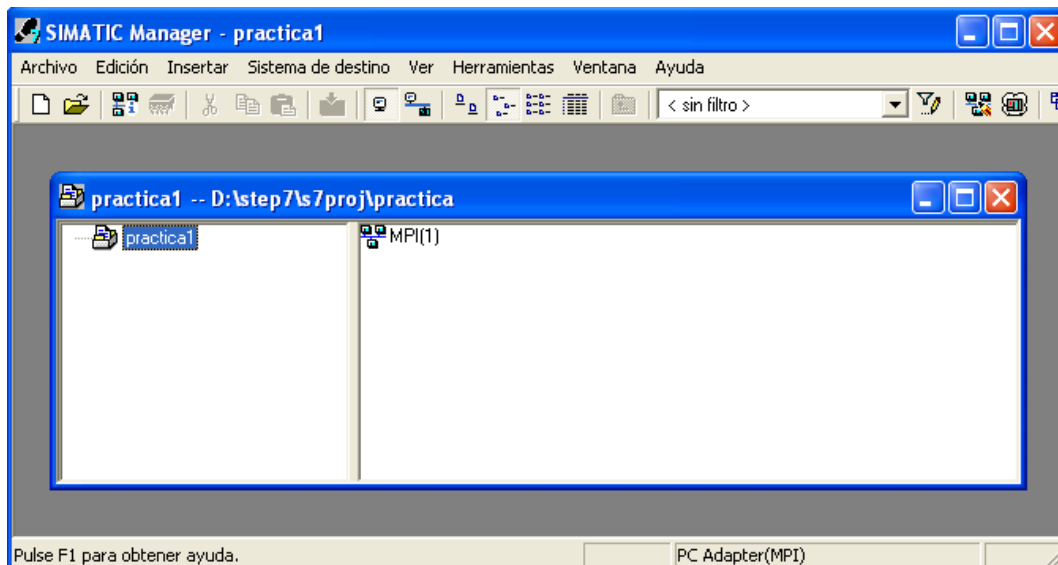 SIMATIC Manager - practica1
Archivo Edición Insertar Sistema de destino Ver Herramientas Ventana Ayuda
< sin filtro >
practica1 -- D:\step7\s7proj\practica
practica1
MPI(1)
Pulse F1 para obtener ayuda.
PC Adapter(MPI)